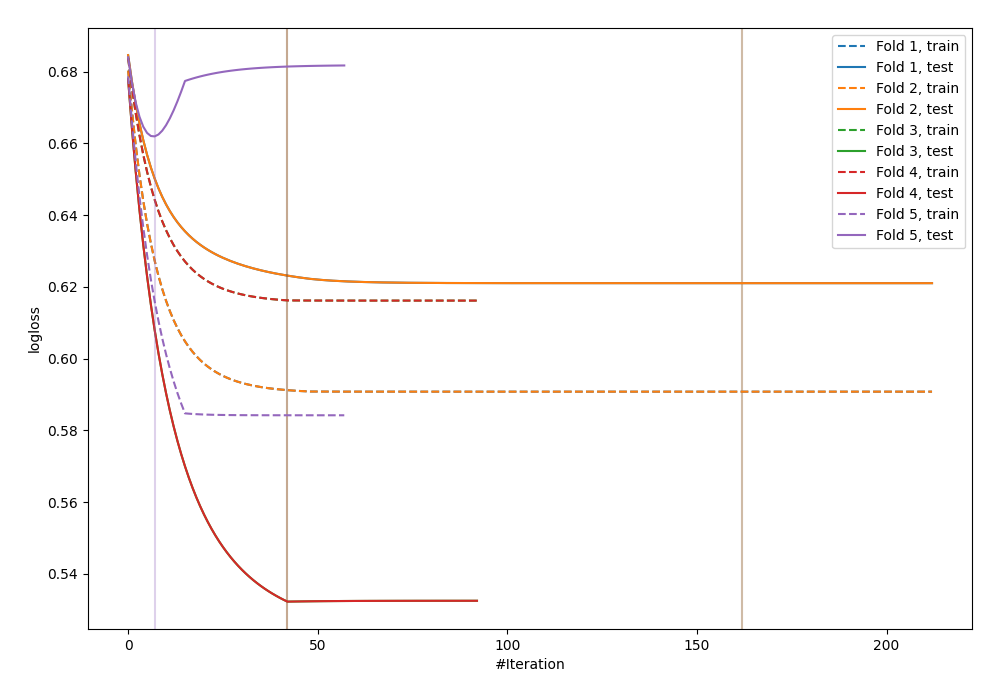 0.68
0.66
0.64
0.62
0.60
0.58
0.56
0.54
logloss
0
50
100
150
200
#Iteration
Fold 1, train
Fold 1, test
Fold 2, train
Fold 2, test
Fold 3, train
Fold 3, test
Fold 4, train
Fold 4, test
Fold 5, train
Fold 5, test